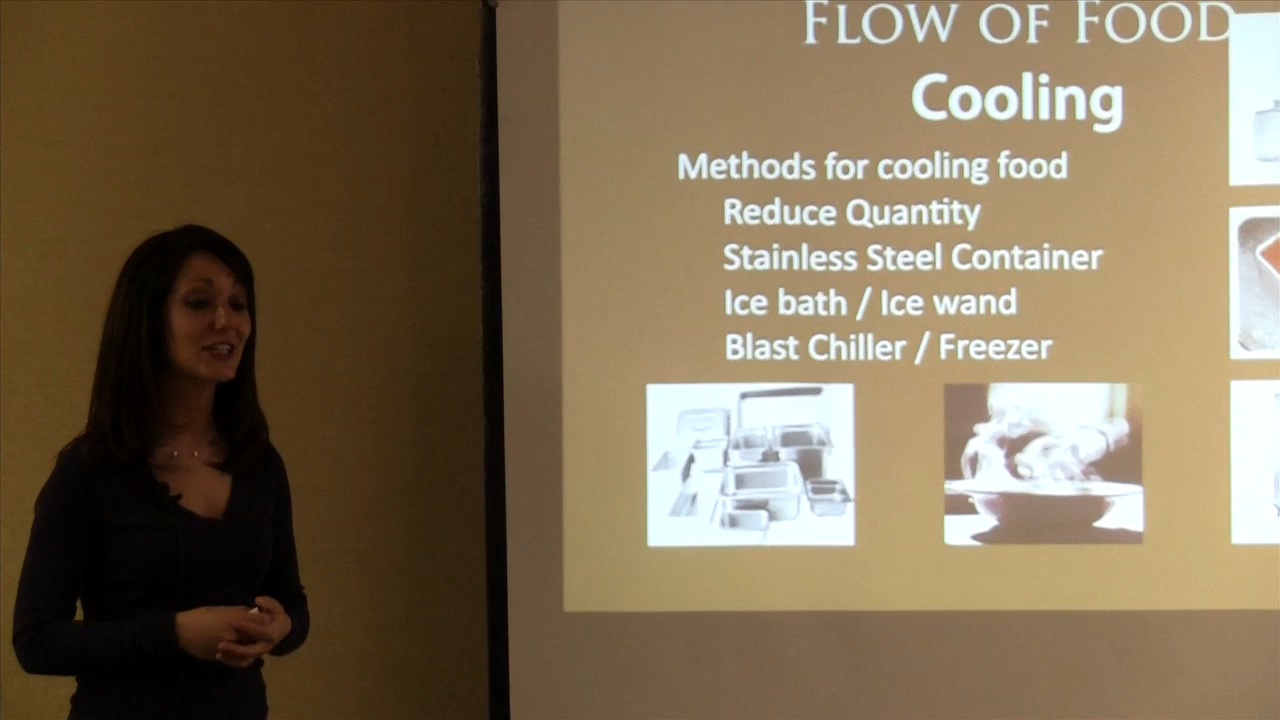 FLOW OF FOOD
Cooling
Methods for cooling food
Reduce Quantity
Stainless Steel Container
Ice bath / Ice wand
Blast Chiller / Freezer